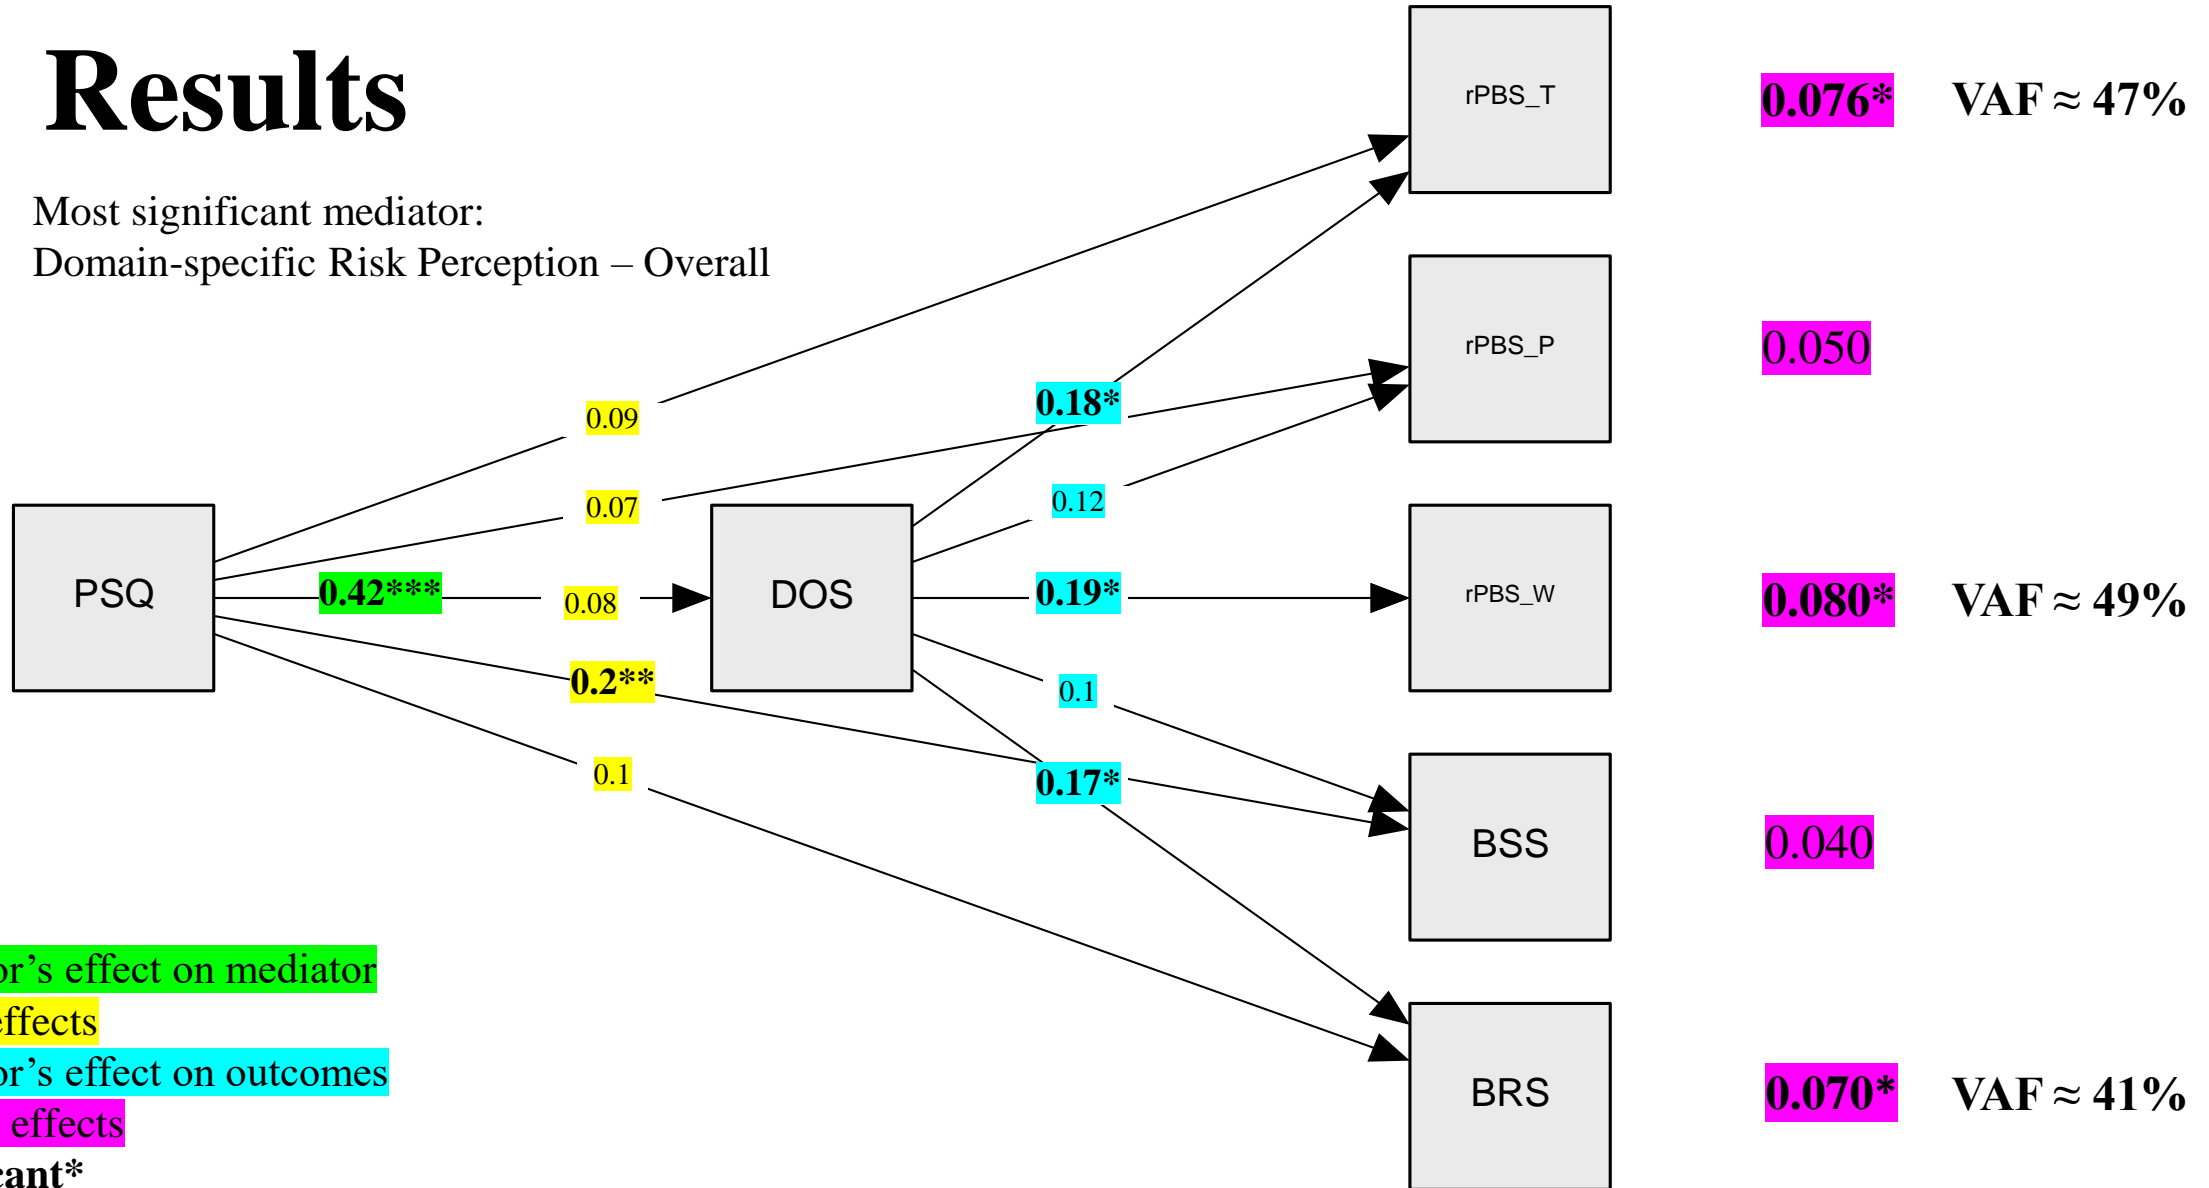 Results
Most significant mediator:
Domain-specific Risk Perception – Overall
rPBS_T
0.076*
VAF ≈ 47%
rPBS_P
0.050
0.09
0.18*
0.07
0.12
PSQ
0.42***
0.08
DOS
0.19*
rPBS_W
0.080*
VAF ≈ 49%
0.2**
0.1
0.1
0.17*
BSS
0.040
or’s effect on mediator
effects
or’s effect on outcomes
effects
cant*
BRS
0.070*
VAF ≈ 41%